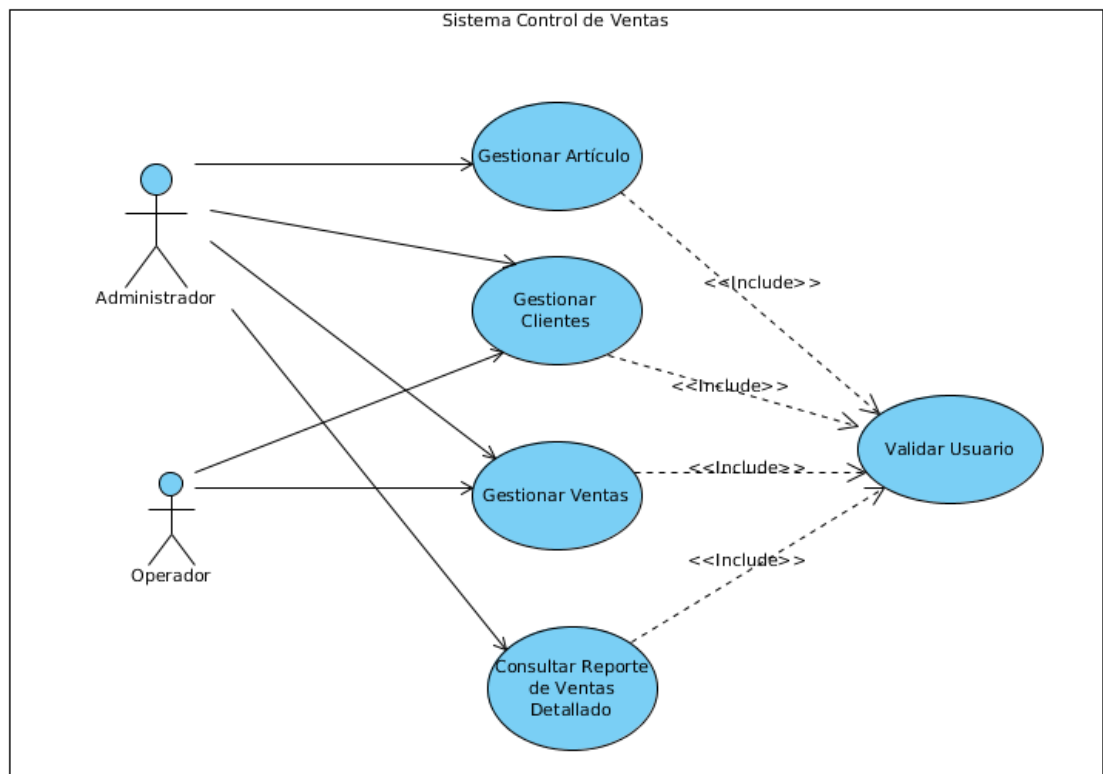 Sistema Control de Ventas
Gestionar Artículo
<<Include>>
Administrador
Gestionar
Clientes
<<Include>>
Validar Usuario
Gestionar Ventas
<<Include>>
Operador
<<Include>>
Consultar Reporte
de Ventas
Detallado